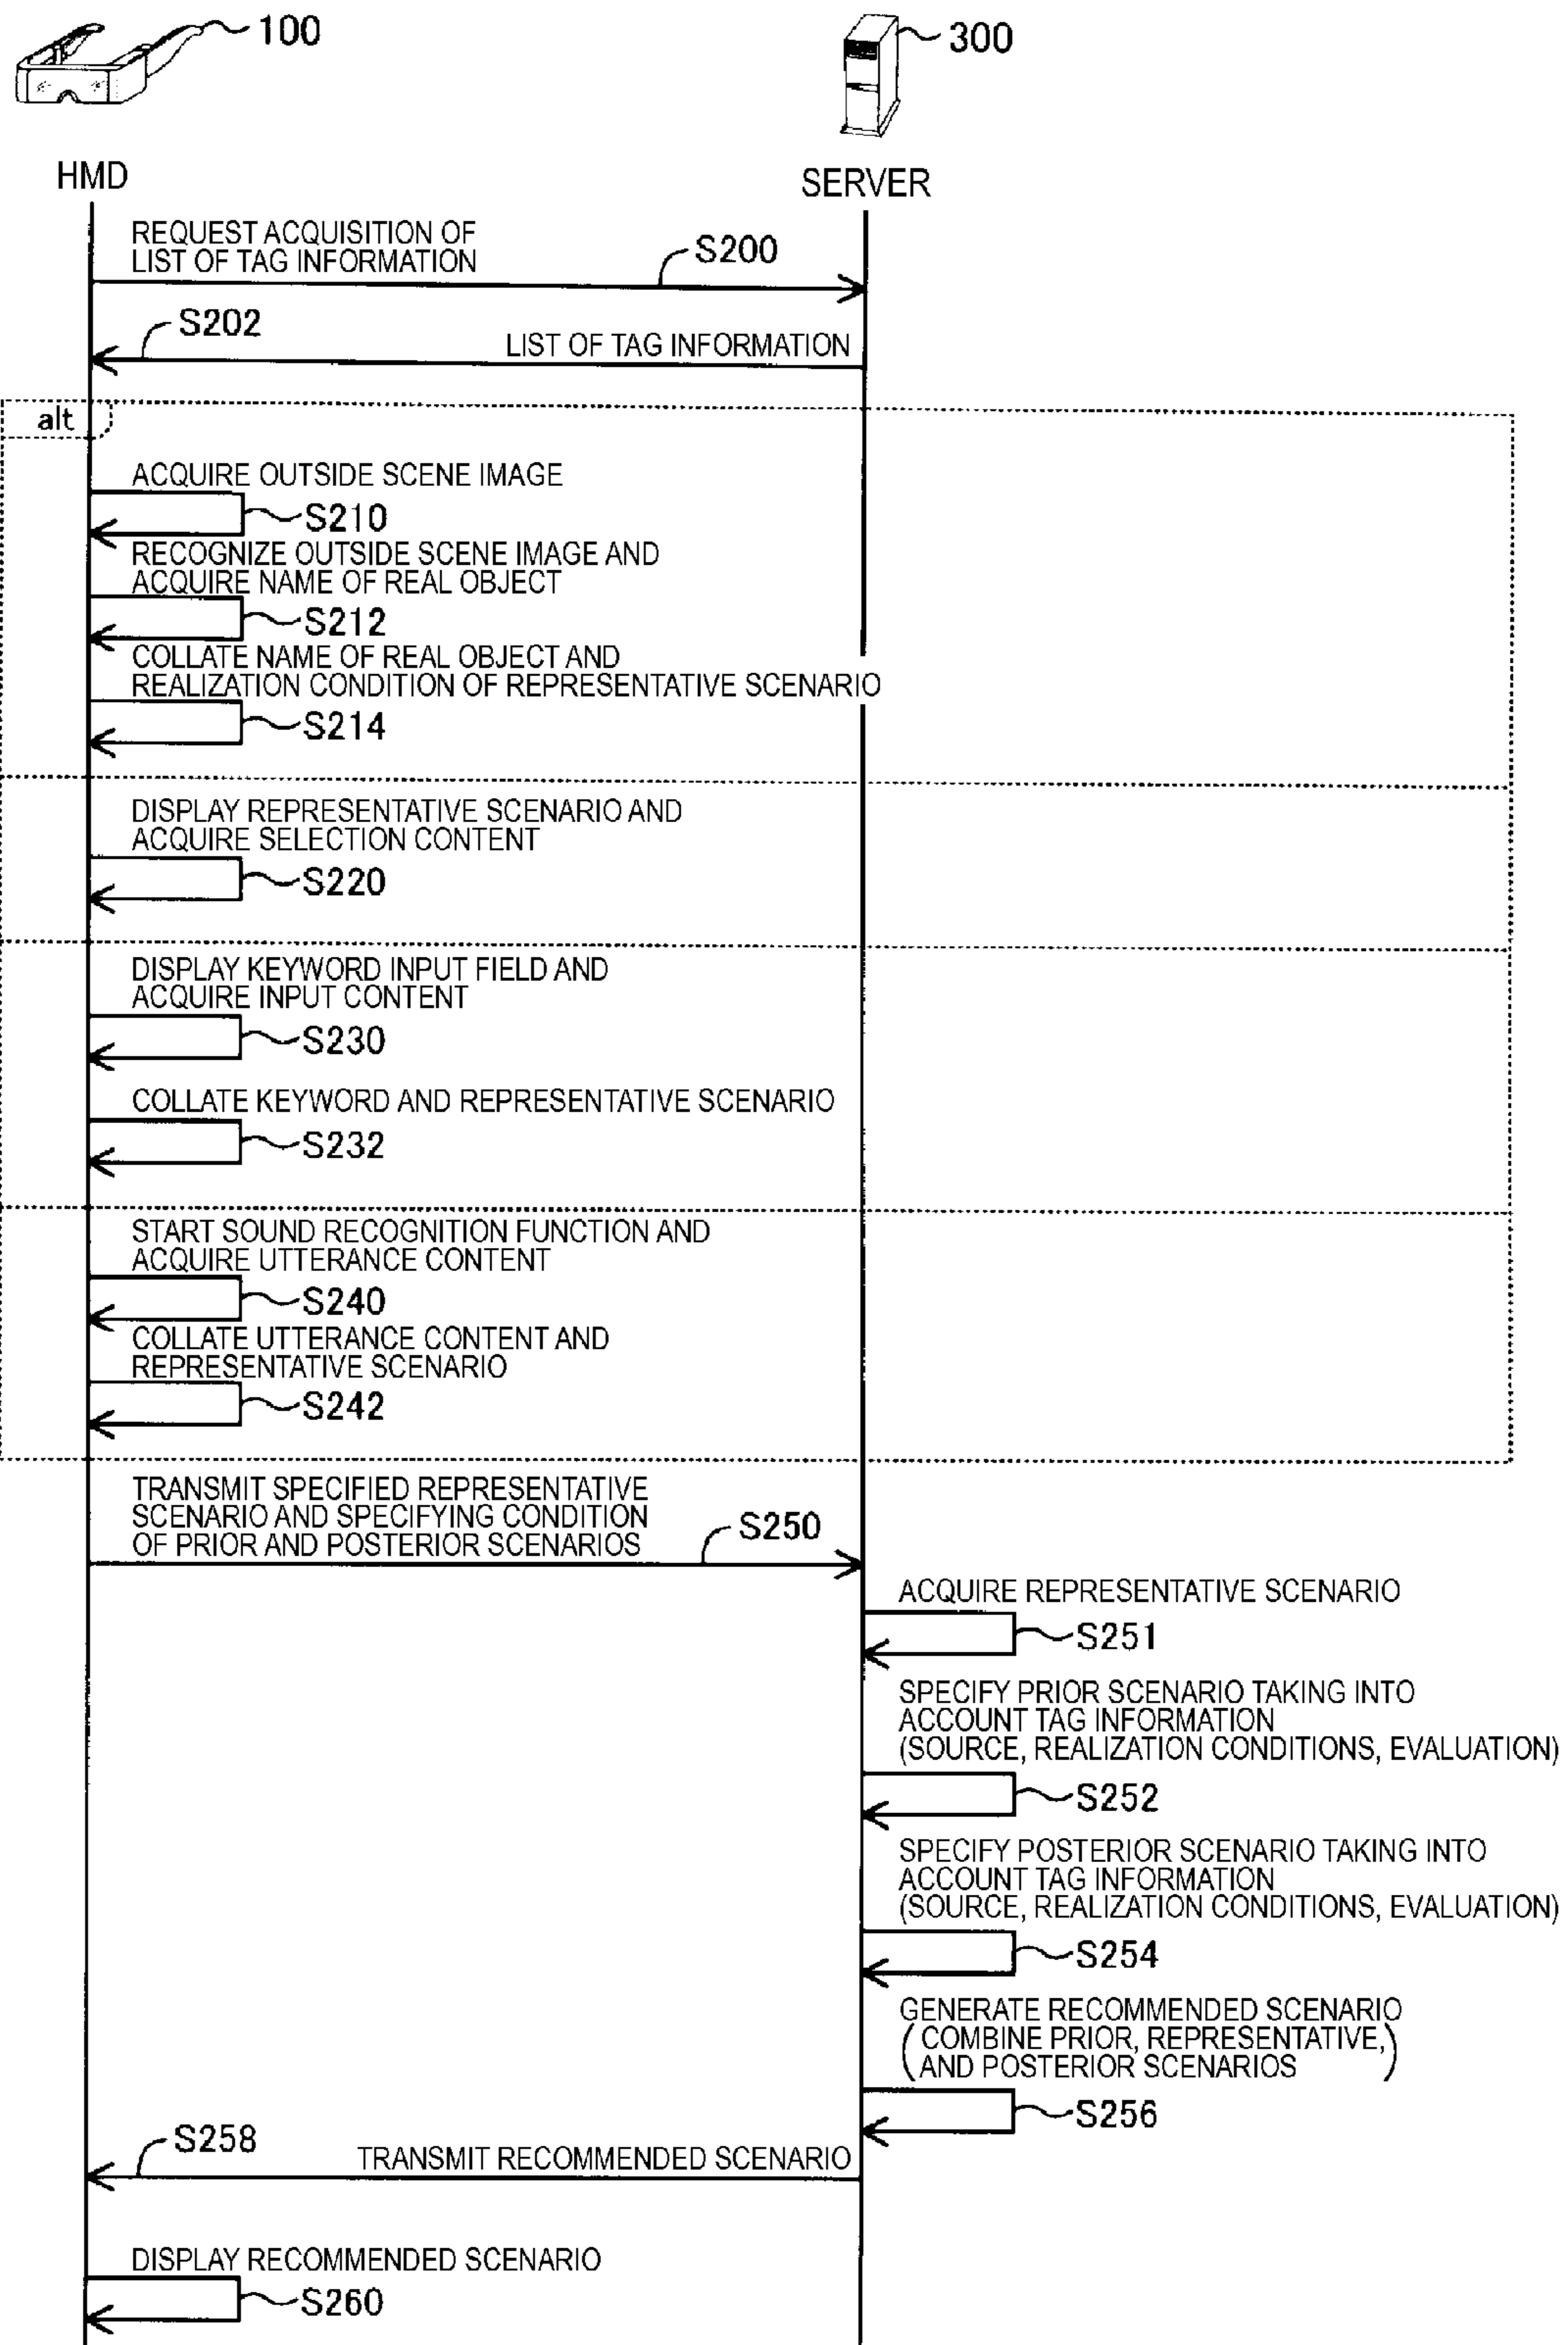 100
300
HMD
SERVER
REQUEST ACQUISITION OF
LIST OF TAG INFORMATION
S200
S202
LIST OF TAG INFORMATION
alt
ACQUIRE OUTSIDE SCENE IMAGE
S210
RECOGNIZE OUTSIDE SCENE IMAGE AND
ACQUIRE NAME OF REAL OBJECT
S212
COLLATE NAME OF REAL OBJECT AND
REALIZATION CONDITION OF REPRESENTATIVE SCENARIO
S214
DISPLAY REPRESENTATIVE SCENARIO AND
ACQUIRE SELECTION CONTENT
S220
DISPLAY KEYWORD INPUT FIELD AND
ACQUIRE INPUT CONTENT
S230
COLLATE KEYWORD AND REPRESENTATIVE SCENARIO
S232
START SOUND RECOGNITION FUNCTION AND
ACQUIRE UTTERANCE CONTENT
S240
COLLATE UTTERANCE CONTENT AND
REPRESENTATIVE SCENARIO
S242
TRANSMIT SPECIFIED REPRESENTATIVE
SCENARIO AND SPECIFYING CONDITION
OF PRIOR AND POSTERIOR SCENARIOS
S250
ACQUIRE REPRESENTATIVE SCENARIO
S251
SPECIFY PRIOR SCENARIO TAKING INTO
ACCOUNT TAG INFORMATION
(SOURCE, REALIZATION CONDITIONS, EVALUATION)
S252
SPECIFY POSTERIOR SCENARIO TAKING INTO
ACCOUNT TAG INFORMATION
(SOURCE, REALIZATION CONDITIONS, EVALUATION)
S254
GENERATE RECOMMENDED SCENARIO
(COMBINE PRIOR, REPRESENTATIVE,
AND POSTERIOR SCENARIOS)
S256
S258
TRANSMIT RECOMMENDED SCENARIO
DISPLAY RECOMMENDED SCENARIO
S260